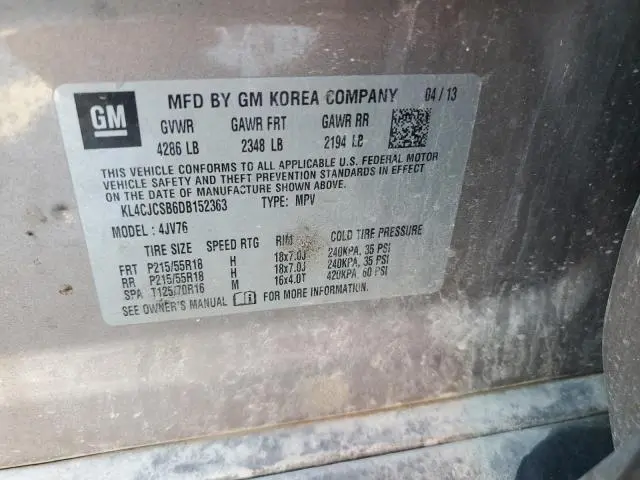 GM
MFD BY GM KOREA COMPANY 04/13
GVWR GAWR FRT GAWR RR
4286 LB 2348 LB 2194 LB
THIS VEHICLE CONFORMS TO ALL APPLICABLE U.S. FEDERAL MOTOR
VEHICLE SAFETY AND THEFT PREVENTION STANDARDS IN EFFECT
ON THE DATE OF MANUFACTURE SHOWN ABOVE.
KL4CJCSB6DB152363 TYPE: MPV
MODEL: 4JV76
TIRE SIZE SPEED RTG RIM COLD TIRE PRESSURE
FRT P215/55R18 H 18x7.0J 240KPA, 35 PSI
RR P215/55R18 H 18x7.0J 240KPA, 35 PSI
SPA T125/70R16 M 16x4.0T 420KPA, 60 PSI
SEE OWNER'S MANUAL FOR MORE INFORMATION.